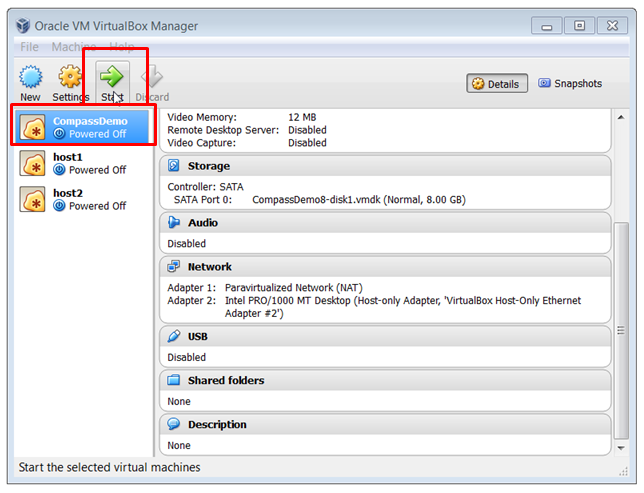 Oracle VM VirtualBox Manager
File Machine Help
New Settings Start Discard Details Snapshots
CompassDemo
Powered Off
host1
Powered Off
host2
Powered Off
Video Memory: 12 MB
Remote Desktop Server: Disabled
Video Capture: Disabled
Storage
Controller: SATA
SATA Port 0: CompassDemo8-disk1.vmdk (Normal, 8.00 GB)
Audio
Disabled
Network
Adapter 1: Paravirtualized Network (NAT)
Adapter 2: Intel PRO/1000 MT Desktop (Host-only Adapter, 'VirtualBox Host-Only Ethernet
Adapter #2')
USB
Disabled
Shared folders
None
Description
None
Start the selected virtual machines